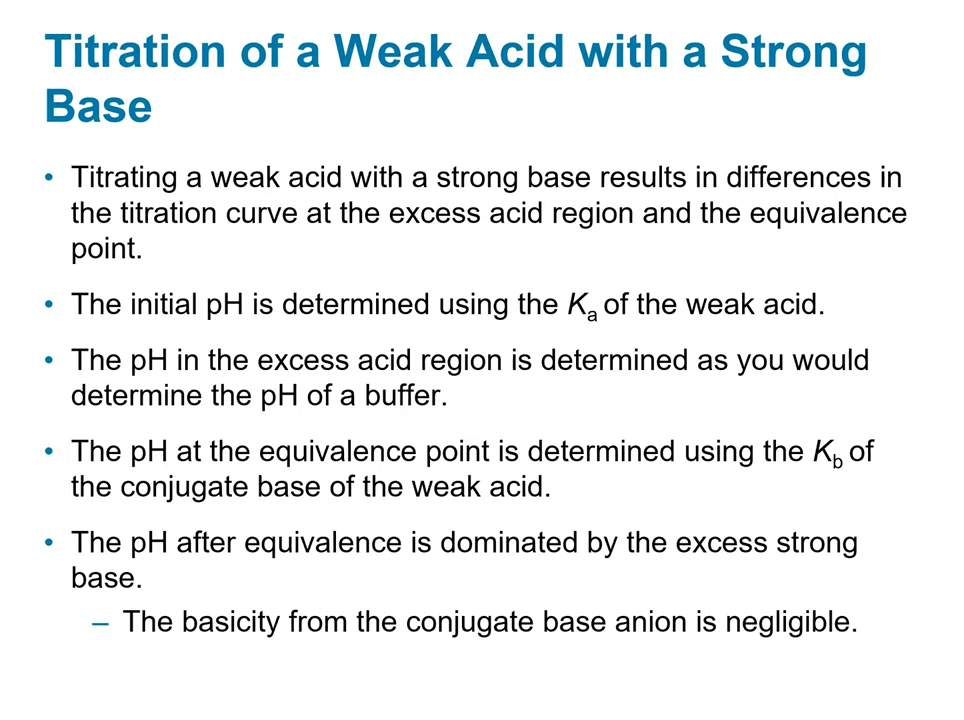 Titration of a Weak Acid with a Strong
Base
• Titrating a weak acid with a strong base results in differences in
the titration curve at the excess acid region and the equivalence
point.
• The initial pH is determined using the Ka of the weak acid.
• The pH in the excess acid region is determined as you would
determine the pH of a buffer.
• The pH at the equivalence point is determined using the Kb of
the conjugate base of the weak acid.
• The pH after equivalence is dominated by the excess strong
base.
– The basicity from the conjugate base anion is negligible.